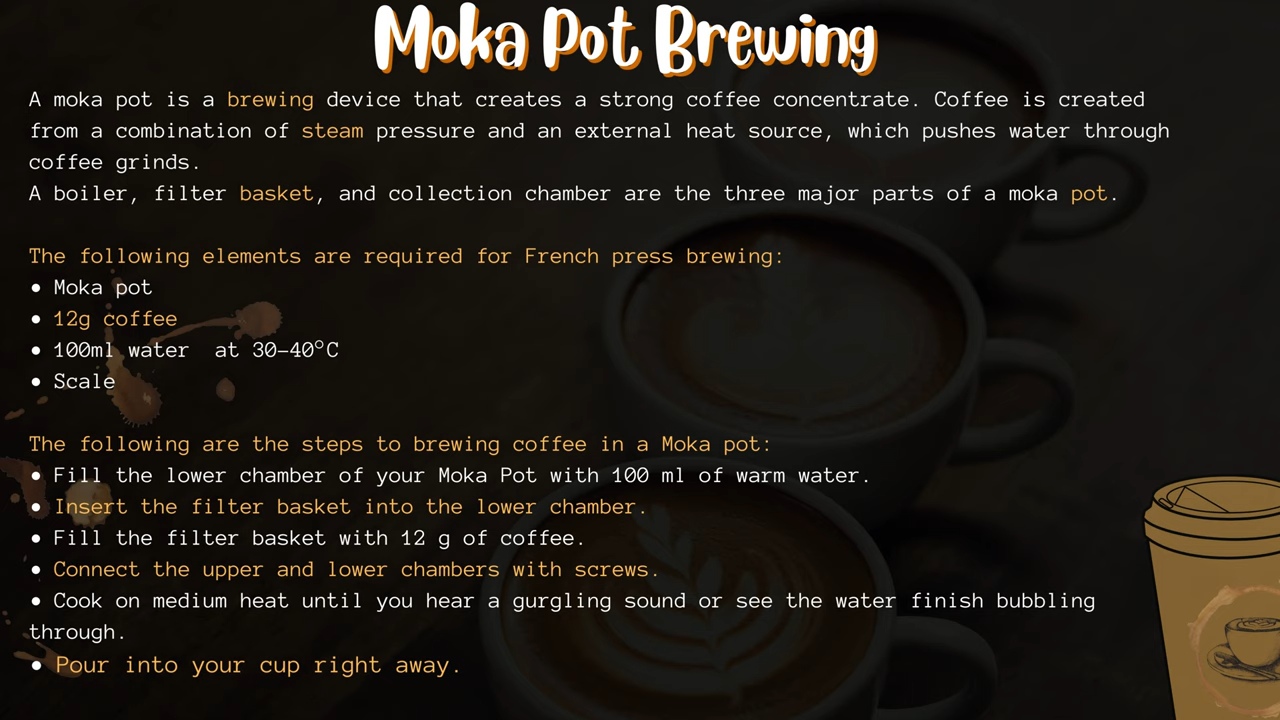 Moka Pot Brewing
A moka pot is a brewing device that creates a strong coffee concentrate. Coffee is created
from a combination of steam pressure and an external heat source, which pushes water through
coffee grinds.
A boiler, filter basket, and collection chamber are the three major parts of a moka pot.
The following elements are required for French press brewing:
• Moka pot
• 12g coffee
• 100ml water  at 30–40°C
• Scale
The following are the steps to brewing coffee in a Moka pot:
• Fill the lower chamber of your Moka Pot with 100 ml of warm water.
• Insert the filter basket into the lower chamber.
• Fill the filter basket with 12 g of coffee.
• Connect the upper and lower chambers with screws.
• Cook on medium heat until you hear a gurgling sound or see the water finish bubbling
through.
• Pour into your cup right away.